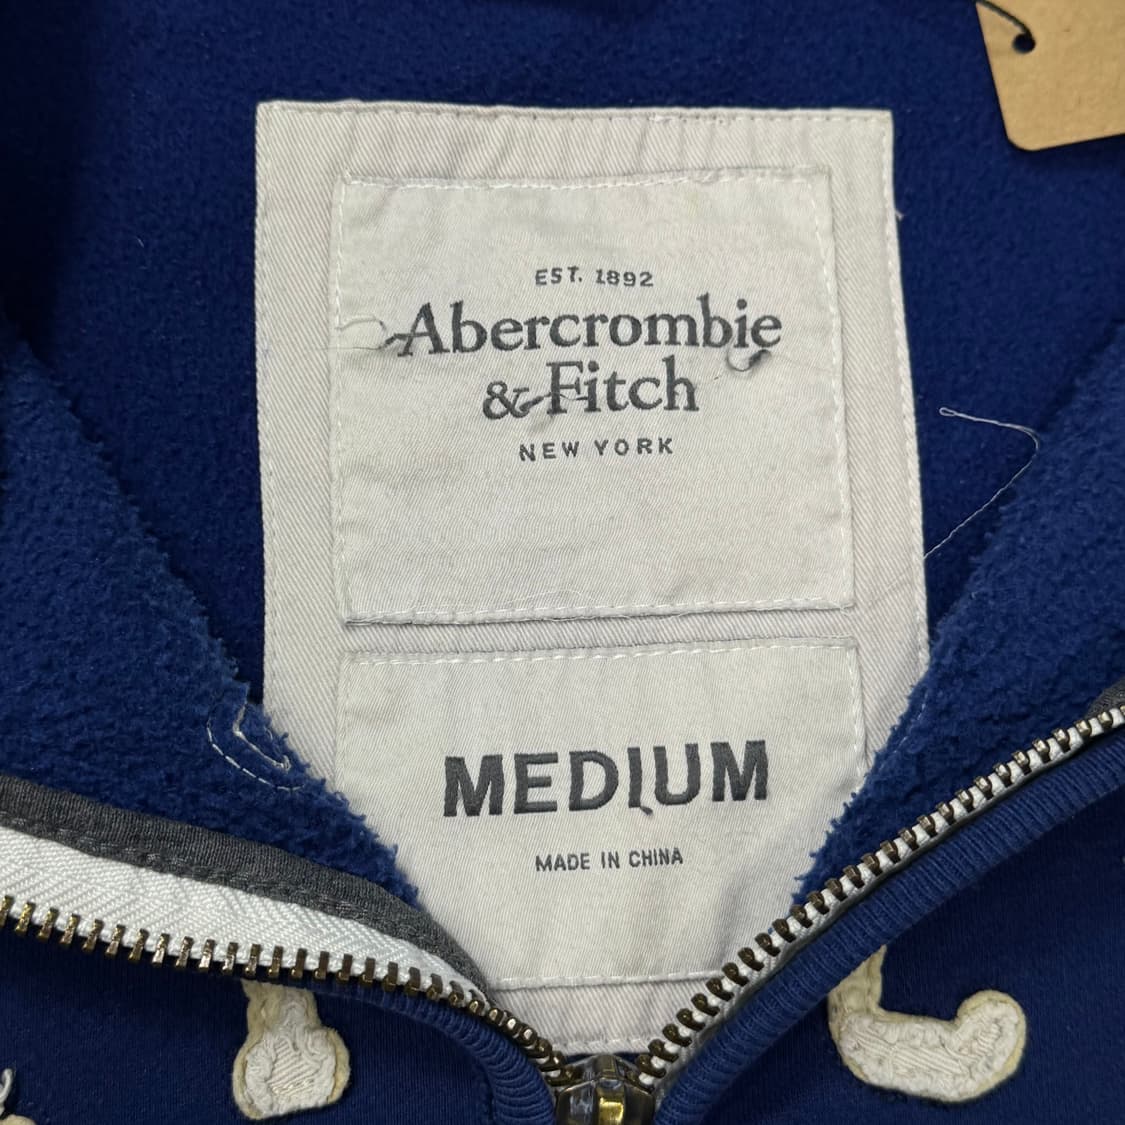 EST. 1892
Abercrombie
& Fitch
NEW YORK
MEDIUM
MADE IN CHINA